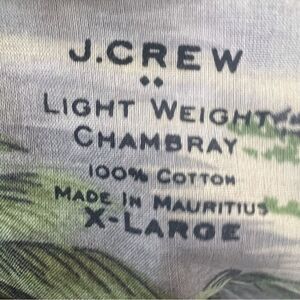 J.CREW
LIGHT WEIGHT
CHAMBRAY
100% COTTON
MADE IN MAURITIUS
X-LARGE